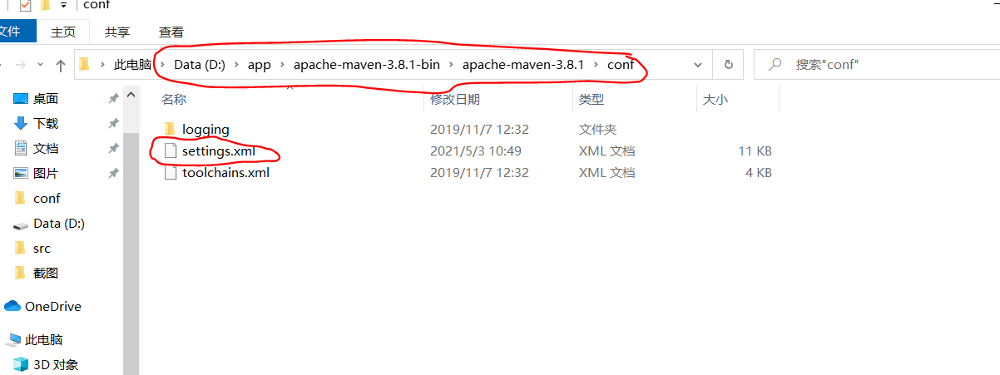 conf
文件 主页 共享 查看
此电脑 › Data (D:) › app › apache-maven-3.8.1-bin › apache-maven-3.8.1 › conf
搜索"conf"
名称 修改日期 类型 大小
logging 2019/11/7 12:32 文件夹
settings.xml 2021/5/3 10:49 XML 文档 11 KB
toolchains.xml 2019/11/7 12:32 XML 文档 4 KB
桌面
下载
文档
图片
conf
Data (D:)
src
截图
OneDrive
此电脑
3D 对象